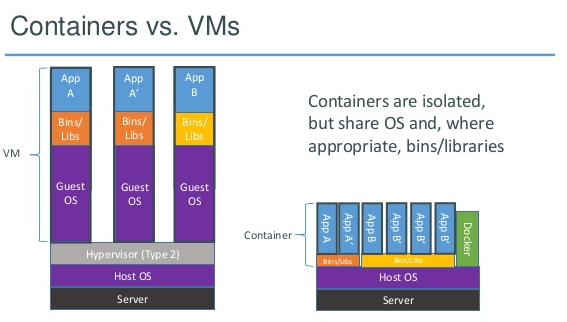 Containers vs. VMs
App
A
App
A’
App
B
Bins/
Libs
Bins/
Libs
Bins/
Libs
VM
Guest
OS
Guest
OS
Guest
OS
Hypervisor (Type 2)
Host OS
Server
Containers are isolated,
but share OS and, where
appropriate, bins/libraries
Container
App A
App A’
App B
App B’
App B’
App B’
Docker
Bins/Libs
Bins/Libs
Host OS
Server